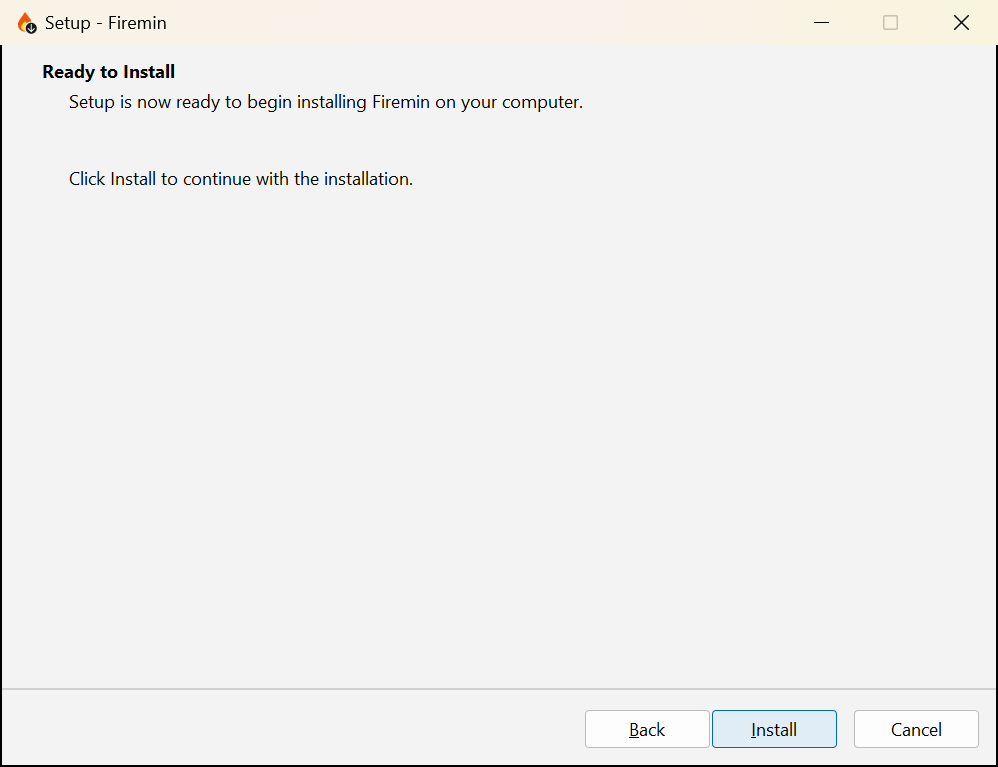 Setup - Firemin
Ready to Install
Setup is now ready to begin installing Firemin on your computer.
Click Install to continue with the installation.
Back
Install
Cancel